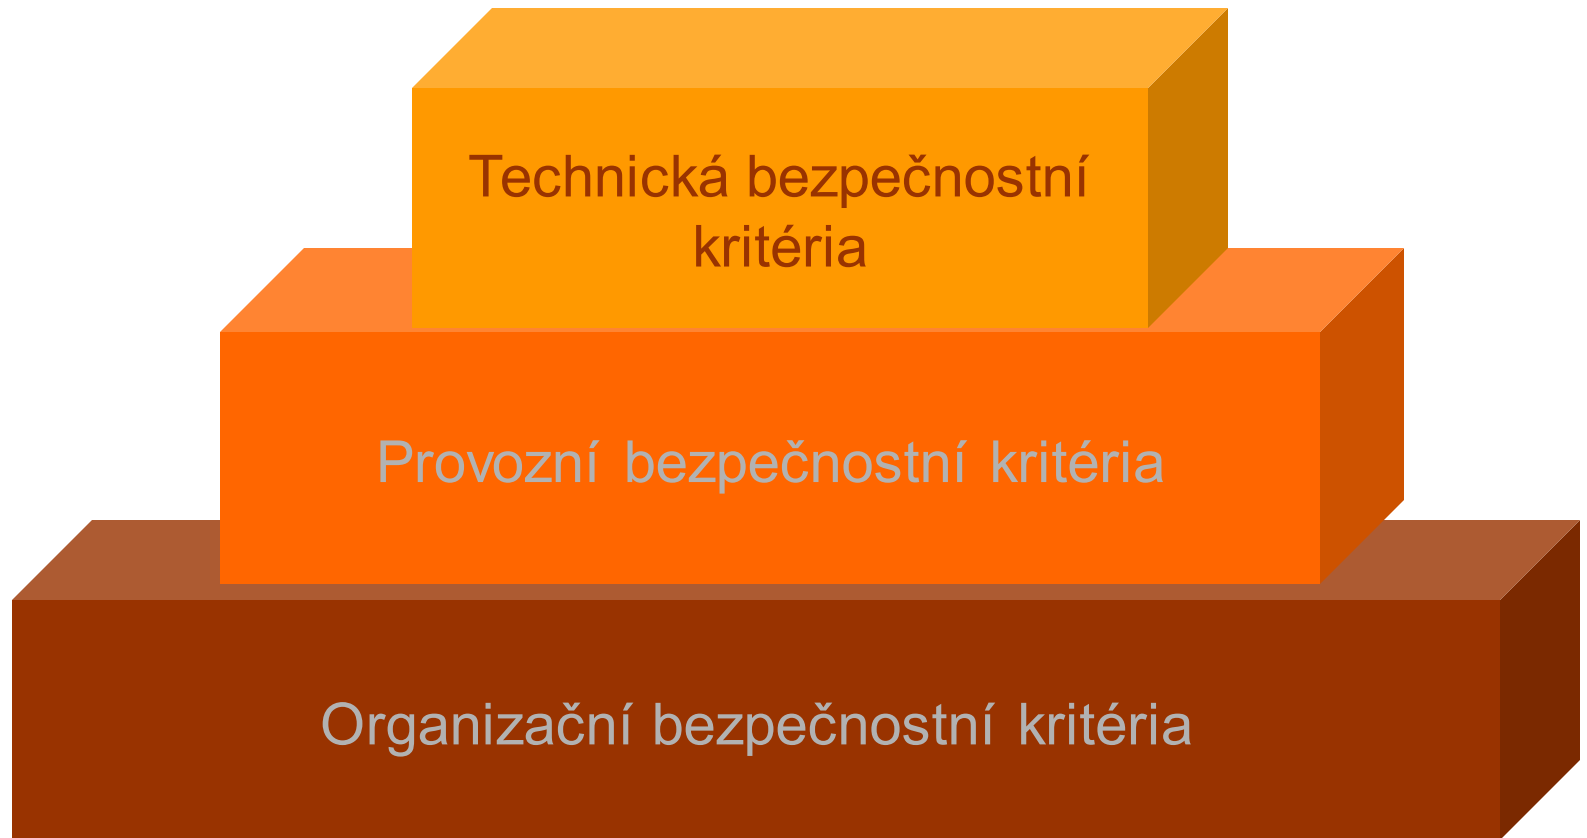 Technická bezpečnostní
kritéria
Provozní bezpečnostní kritéria
Organizační bezpečnostní kritéria